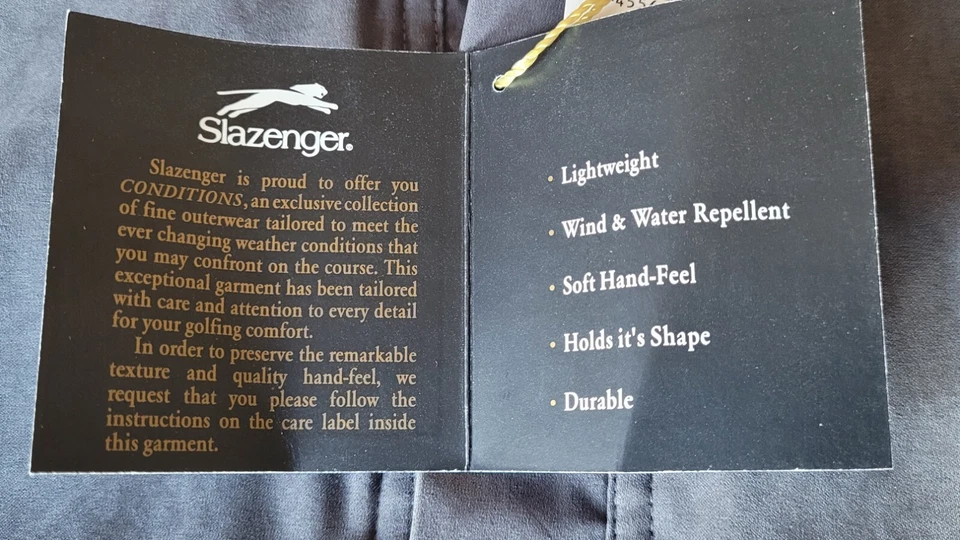 Slazenger®
Slazenger is proud to offer you
CONDITIONS, an exclusive collection
of fine outerwear tailored to meet the
ever changing weather conditions that
you may confront on the course. This
exceptional garment has been tailored
with care and attention to every detail
for your golfing comfort.
In order to preserve the remarkable
texture and quality hand-feel, we
request that you please follow the
instructions on the care label inside
this garment.
• Lightweight
• Wind & Water Repellent
• Soft Hand-Feel
• Holds it's Shape
• Durable